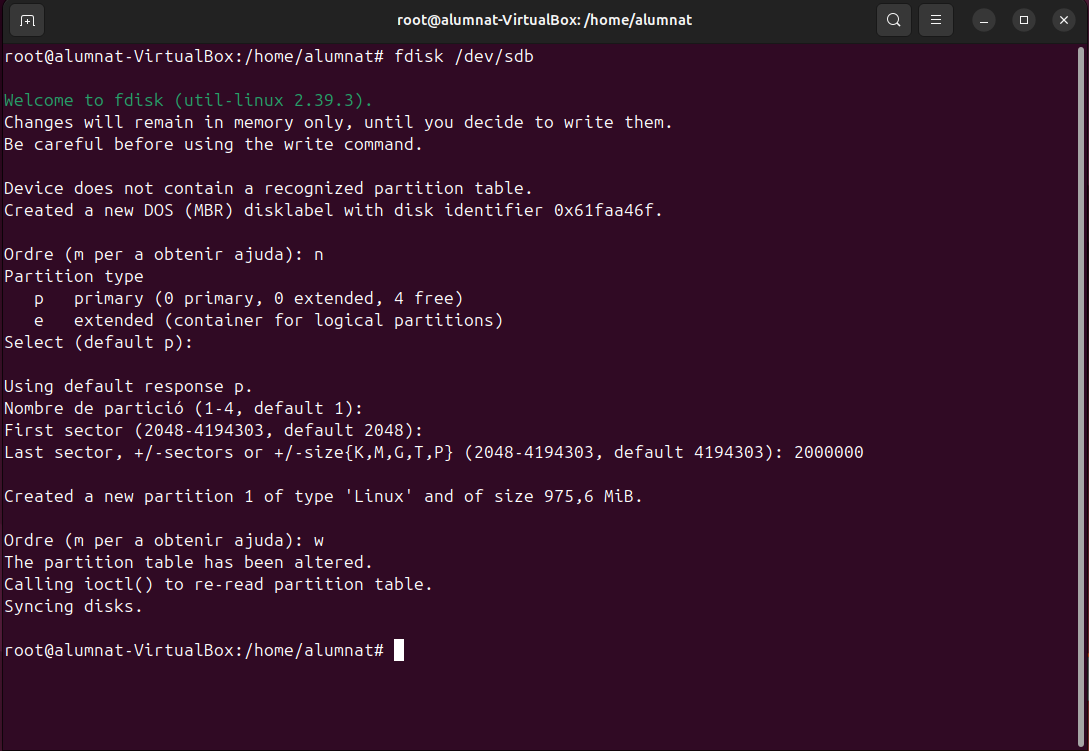 root@alumnat-VirtualBox: /home/alumnat
root@alumnat-VirtualBox:/home/alumnat# fdisk /dev/sdb
Welcome to fdisk (util-linux 2.39.3).
Changes will remain in memory only, until you decide to write them.
Be careful before using the write command.
Device does not contain a recognized partition table.
Created a new DOS (MBR) disklabel with disk identifier 0x61faa46f.
Ordre (m per a obtenir ajuda): n
Partition type
   p   primary (0 primary, 0 extended, 4 free)
   e   extended (container for logical partitions)
Select (default p):
Using default response p.
Nombre de partició (1-4, default 1):
First sector (2048-4194303, default 2048):
Last sector, +/-sectors or +/-size{K,M,G,T,P} (2048-4194303, default 4194303): 2000000
Created a new partition 1 of type 'Linux' and of size 975,6 MiB.
Ordre (m per a obtenir ajuda): w
The partition table has been altered.
Calling ioctl() to re-read partition table.
Syncing disks.
root@alumnat-VirtualBox:/home/alumnat#